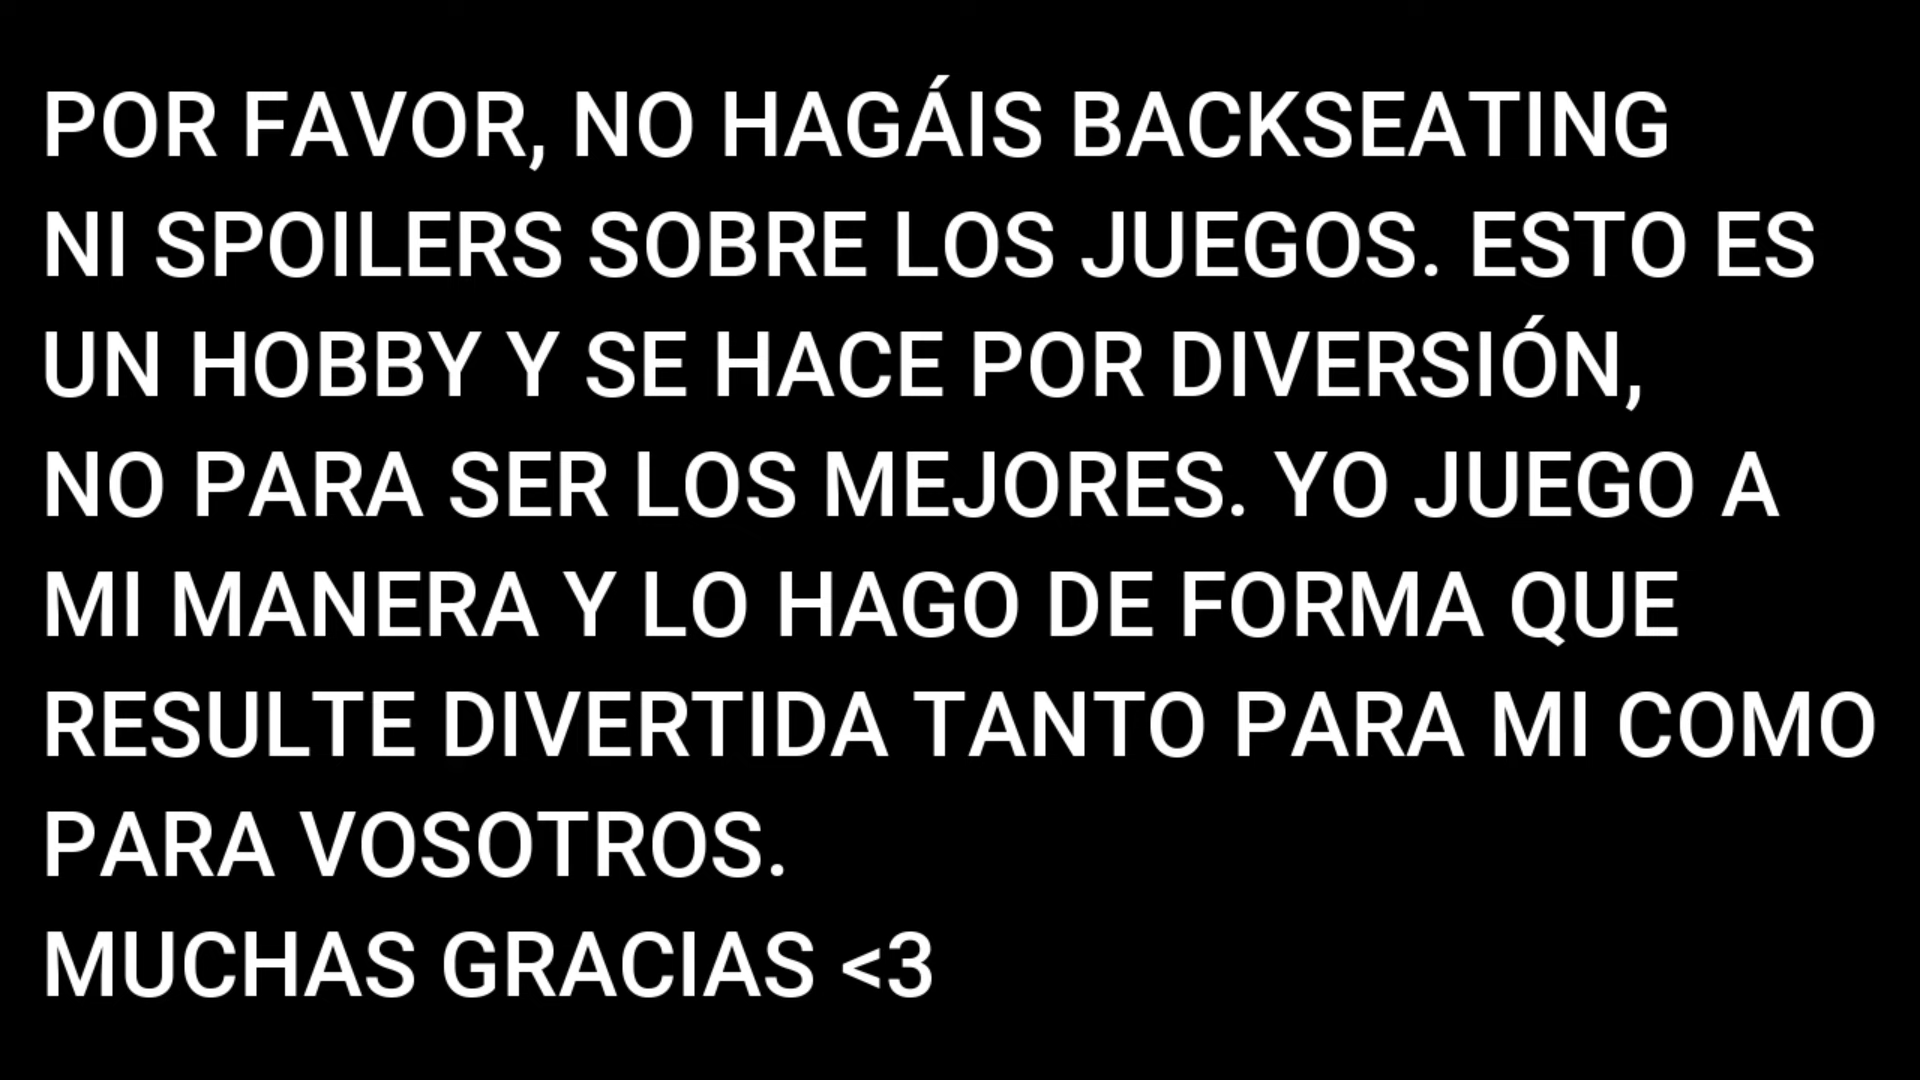 POR FAVOR, NO HAGÁIS BACKSEATING
NI SPOILERS SOBRE LOS JUEGOS. ESTO ES
UN HOBBY Y SE HACE POR DIVERSIÓN,
NO PARA SER LOS MEJORES. YO JUEGO A
MI MANERA Y LO HAGO DE FORMA QUE
RESULTE DIVERTIDA TANTO PARA MI COMO
PARA VOSOTROS.
MUCHAS GRACIAS <3